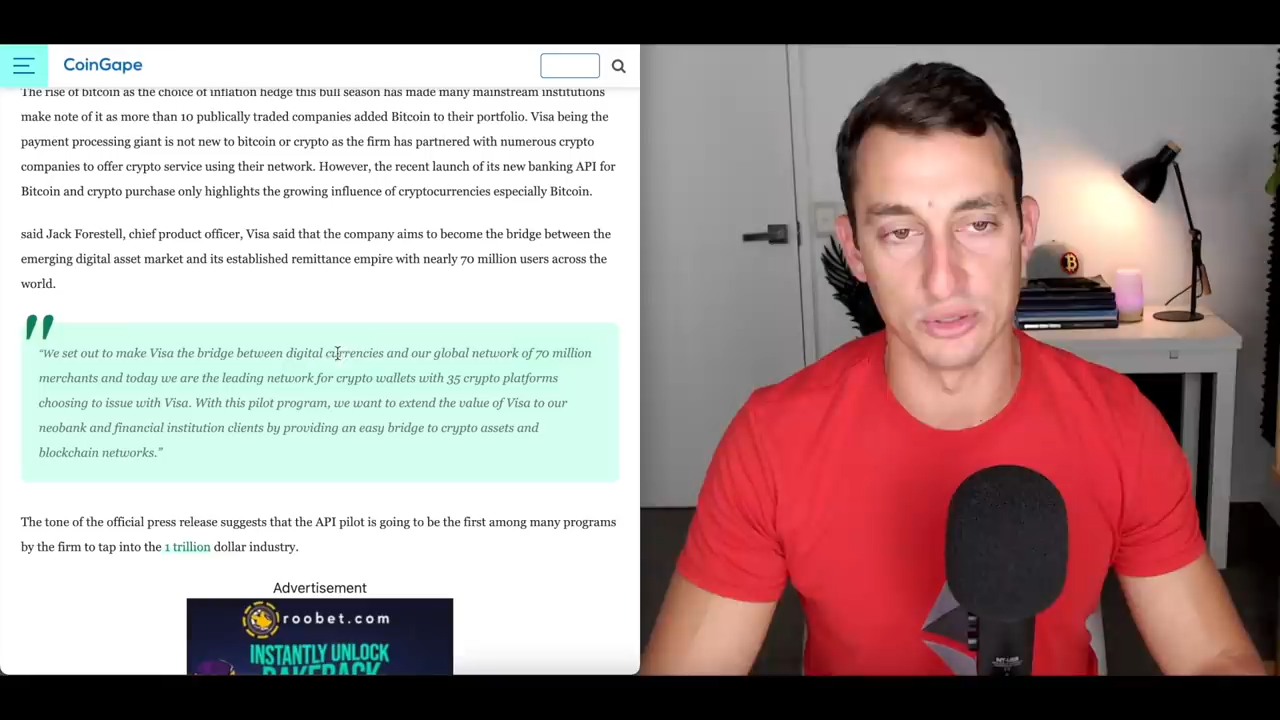 CoinGape
The rise of bitcoin as the choice of inflation hedge this bull season has made many mainstream institutions
make note of it as more than 10 publically traded companies added Bitcoin to their portfolio. Visa being the
payment processing giant is not new to bitcoin or crypto as the firm has partnered with numerous crypto
companies to offer crypto service using their network. However, the recent launch of its new banking API for
Bitcoin and crypto purchase only highlights the growing influence of cryptocurrencies especially Bitcoin.
said Jack Forestell, chief product officer, Visa said that the company aims to become the bridge between the
emerging digital asset market and its established remittance empire with nearly 70 million users across the
world.
"
“We set out to make Visa the bridge between digital currencies and our global network of 70 million
merchants and today we are the leading network for crypto wallets with 35 crypto platforms
choosing to issue with Visa. With this pilot program, we want to extend the value of Visa to our
neobank and financial institution clients by providing an easy bridge to crypto assets and
blockchain networks.”
The tone of the official press release suggests that the API pilot is going to be the first among many programs
by the firm to tap into the 1 trillion dollar industry.
Advertisement
roobet.com
INSTANTLY UNLOCK
RAKEBACK